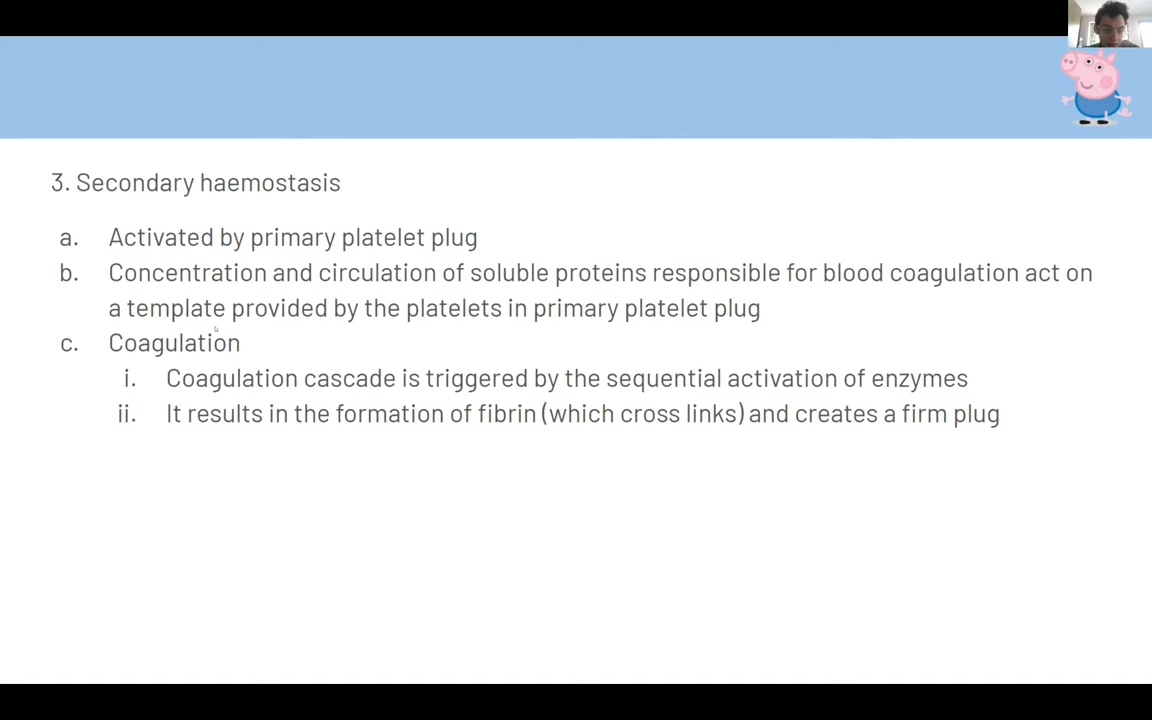 3. Secondary haemostasis
a. Activated by primary platelet plug
b. Concentration and circulation of soluble proteins responsible for blood coagulation act on
a template provided by the platelets in primary platelet plug
c. Coagulation
i. Coagulation cascade is triggered by the sequential activation of enzymes
ii. It results in the formation of fibrin (which cross links) and creates a firm plug